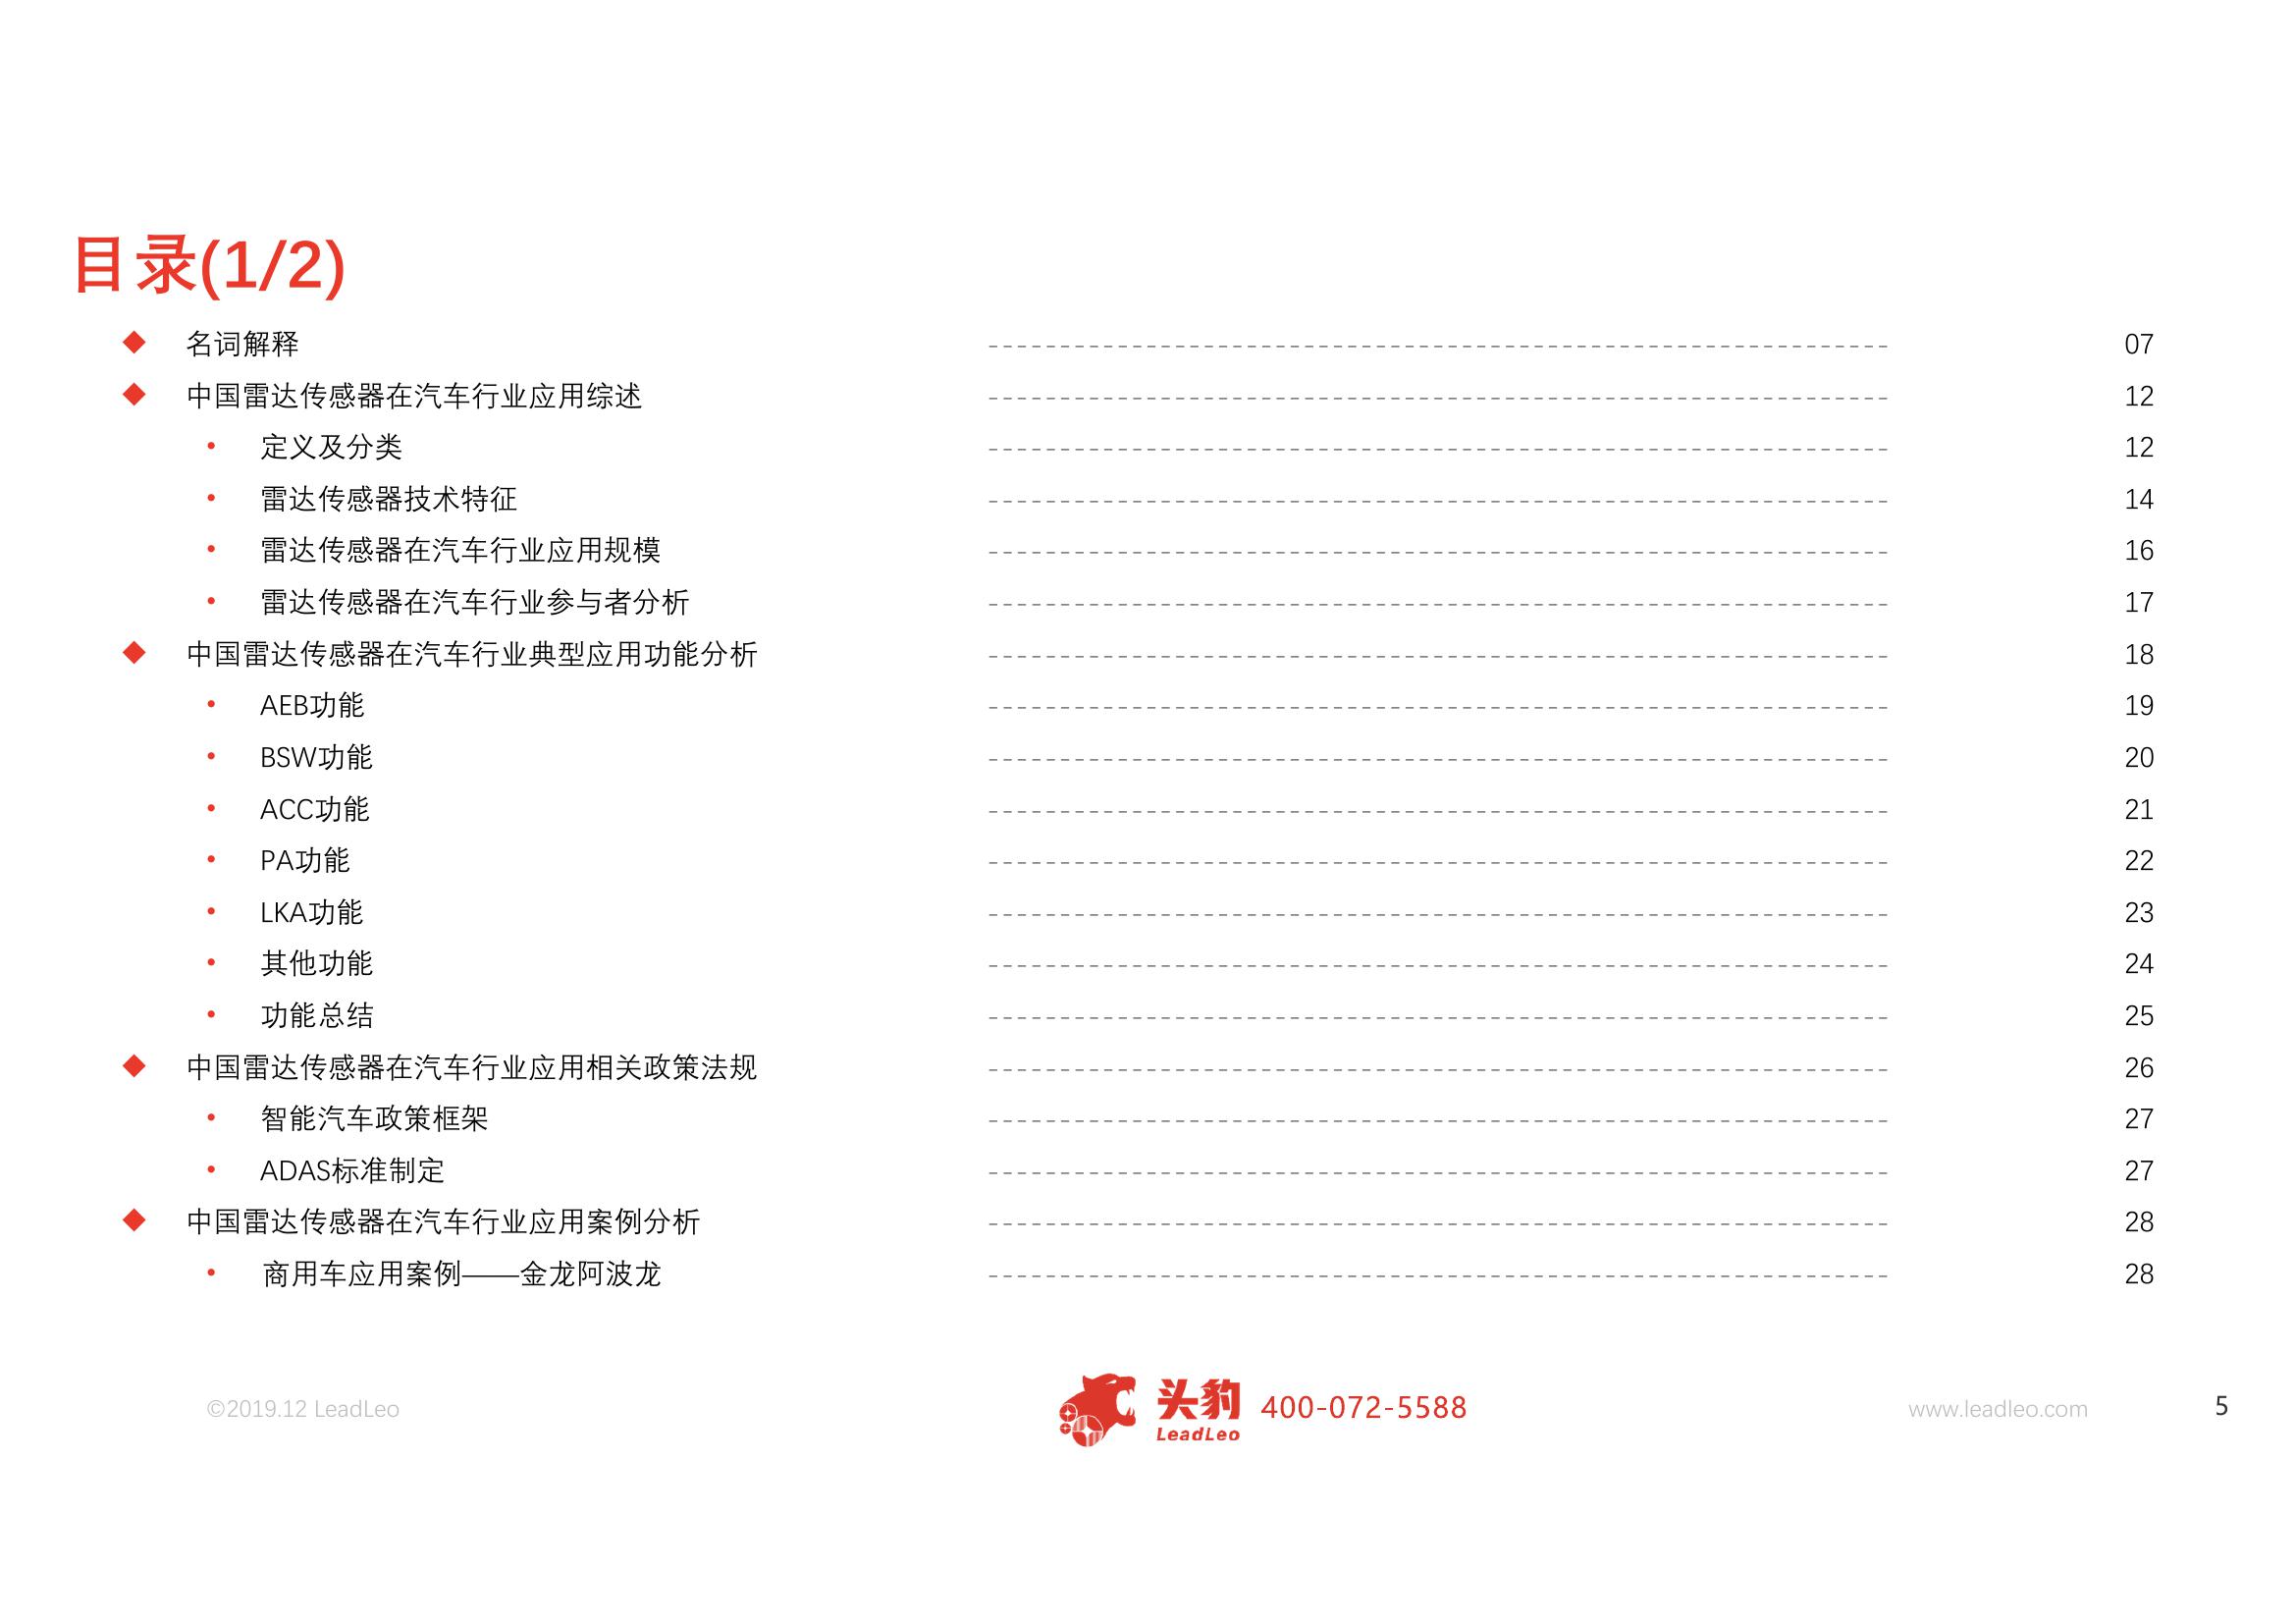 目录(1/2)
名词解释 07
中国雷达传感器在汽车行业应用综述 12
定义及分类 12
雷达传感器技术特征 14
雷达传感器在汽车行业应用规模 16
雷达传感器在汽车行业参与者分析 17
中国雷达传感器在汽车行业典型应用功能分析 18
AEB功能 19
BSW功能 20
ACC功能 21
PA功能 22
LKA功能 23
其他功能 24
功能总结 25
中国雷达传感器在汽车行业应用相关政策法规 26
智能汽车政策框架 27
ADAS标准制定 27
中国雷达传感器在汽车行业应用案例分析 28
商用车应用案例——金龙阿波龙 28
©2019.12 LeadLeo
头豹
LeadLeo
400-072-5588
www.leadleo.com
5